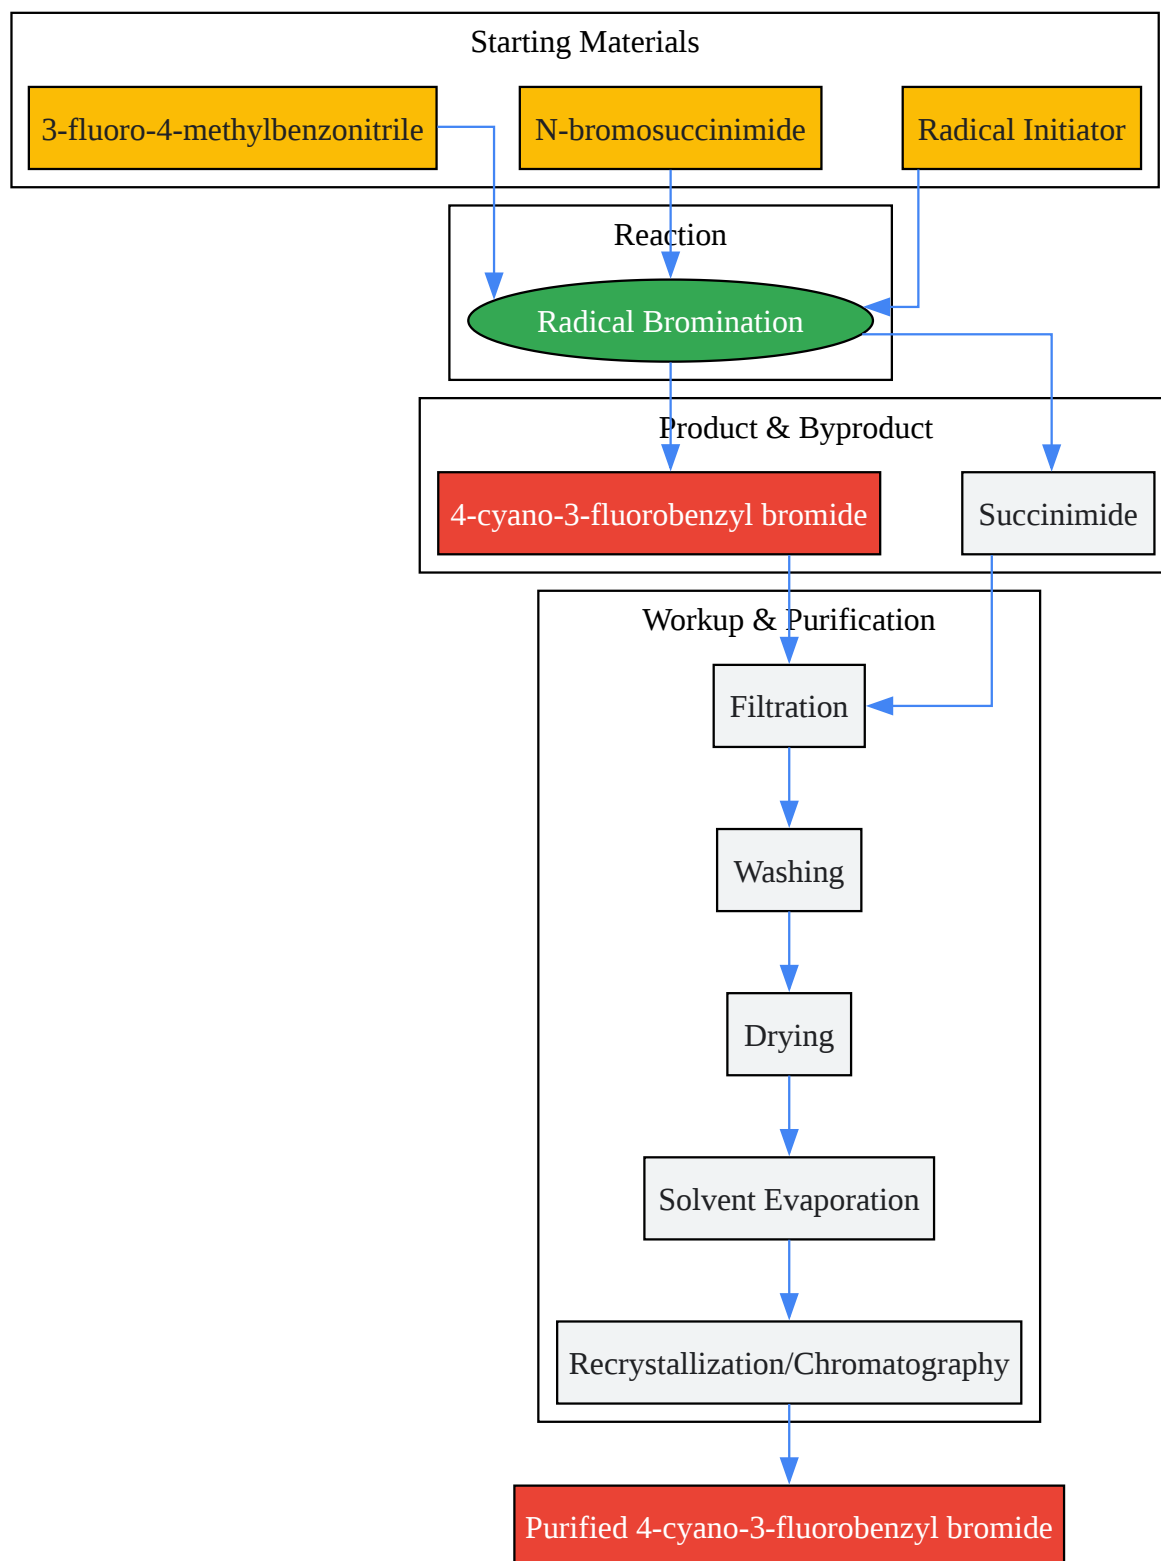 Starting Materials
3-fluoro-4-methylbenzonitrile
N-bromosuccinimide
Radical Initiator
Reaction
Radical Bromination
Product & Byproduct
4-cyano-3-fluorobenzyl bromide
Succinimide
Workup & Purification
Filtration
Washing
Drying
Solvent Evaporation
Recrystallization/Chromatography
Purified 4-cyano-3-fluorobenzyl bromide